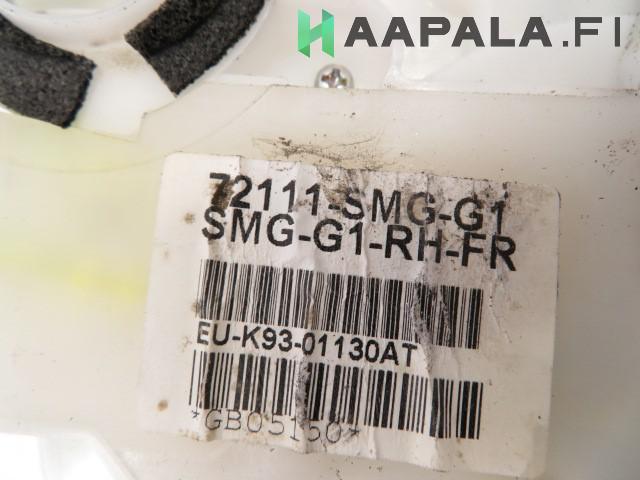 HAAPALA.FI
72111-SMG-G1
SMG-G1-RH-FR
EU-K93-01130AT
*GB05150*